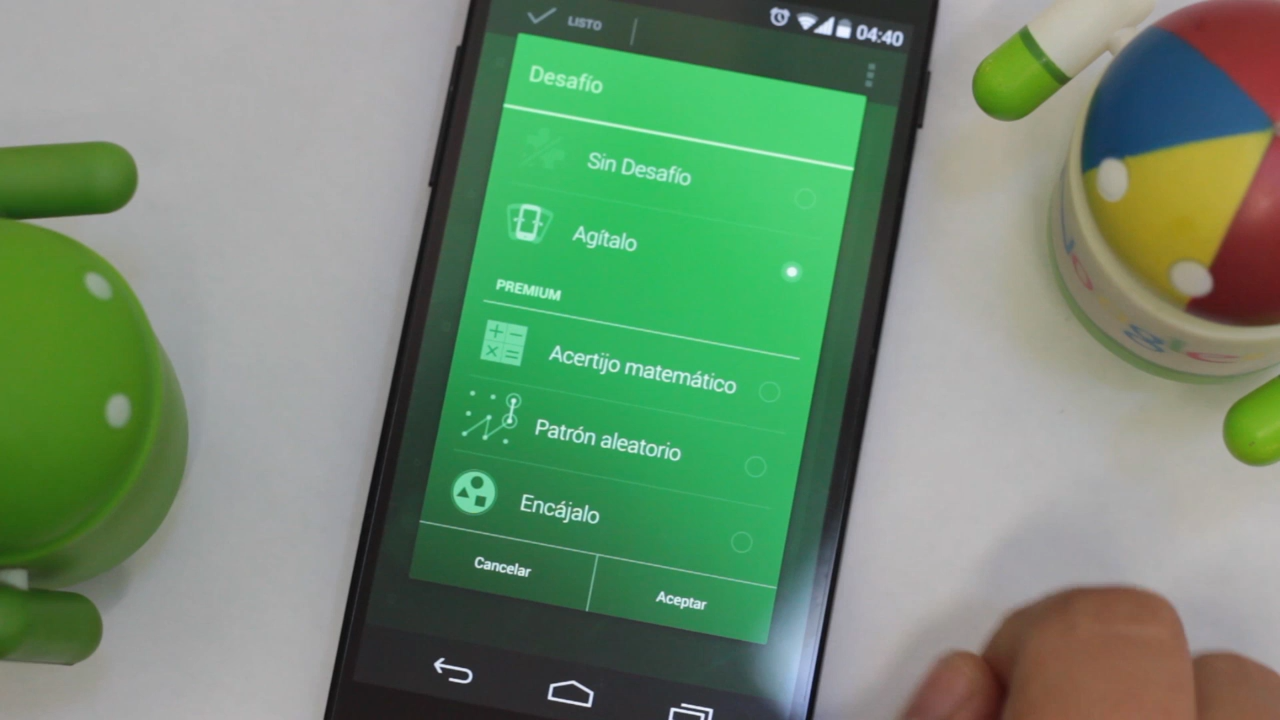 LISTO
04:40
Desafío
Sin Desafío
Agítalo
PREMIUM
Acertijo matemático
Patrón aleatorio
Encájalo
Cancelar
Aceptar